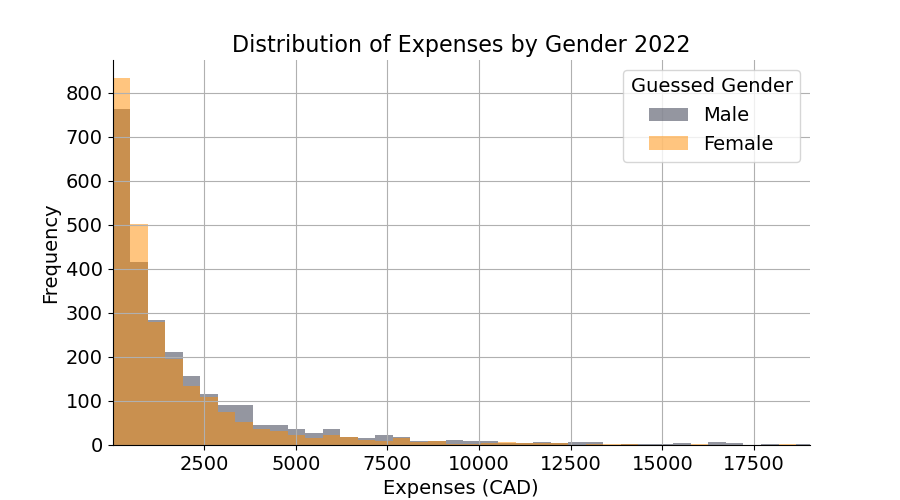 Distribution of Expenses by Gender 2022
Guessed Gender
Male
Female
Frequency
800
700
600
500
400
300
200
100
0
2500 5000 7500 10000 12500 15000 17500
Expenses (CAD)